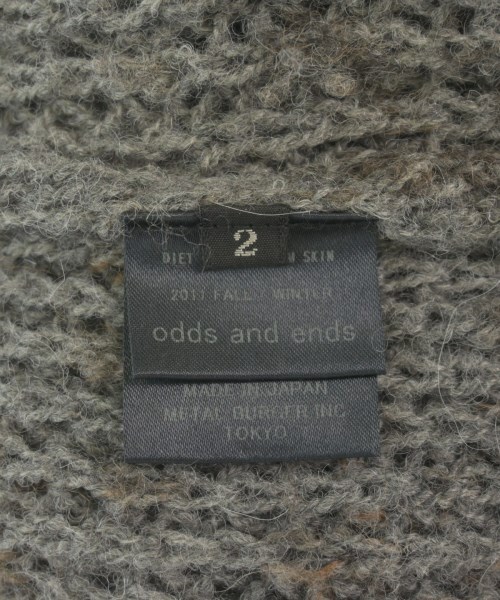 2
DIET SKIN
2011 FALL / WINTER
odds and ends
MADE IN JAPAN
METAL BURGER INC
TOKYO